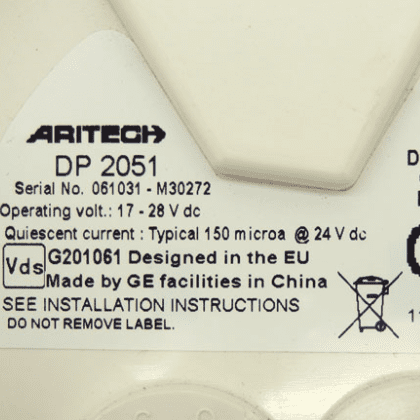 ARITECH
DP 2051
Serial No. 061031 - M30272
Operating volt.: 17 - 28 V dc
Quiescent current : Typical 150 microa @ 24 V dc
Vds
G201061 Designed in the EU
Made by GE facilities in China
SEE INSTALLATION INSTRUCTIONS
DO NOT REMOVE LABEL.